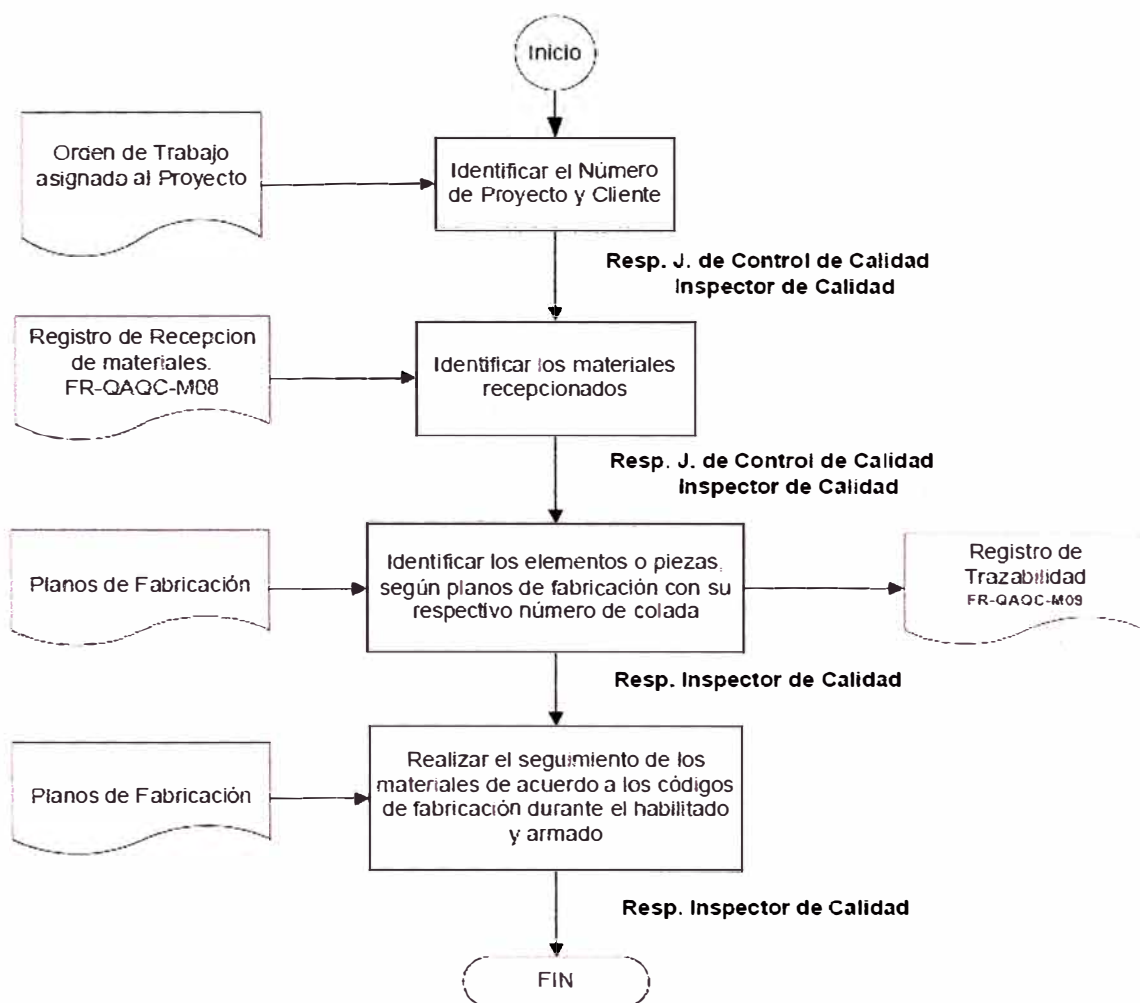 Inicio
Orden de Trabajo
asignado al Proyecto
Identificar el Número
de Proyecto y Cliente
Resp. J. de Control de Calidad
Inspector de Calidad
Registro de Recepcion
de materiales.
FR-QAQC-M08
Identificar los materiales
recepcionados
Resp. J. de Control de Calidad
Inspector de Calidad
Planos de Fabricación
Identificar los elementos o piezas,
según planos de fabricación con su
respectivo número de colada
Registro de
Trazabilidad
FR-QAQC-M09
Resp. Inspector de Calidad
Planos de Fabricación
Realizar el seguimiento de los
materiales de acuerdo a los códigos
de fabricación durante el habilitado
y armado
Resp. Inspector de Calidad
FIN